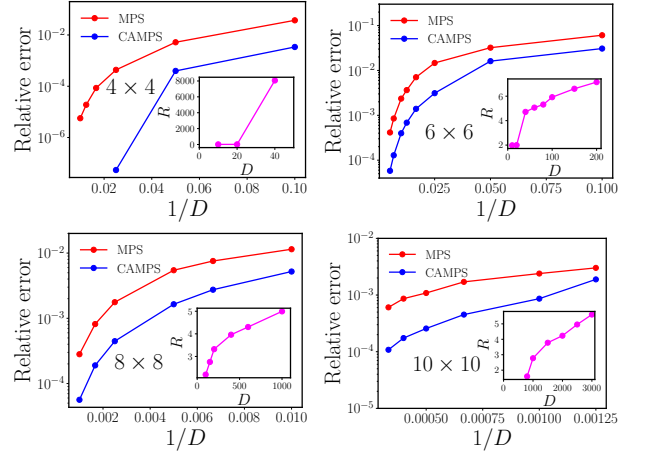 10⁻²
10⁻⁴
10⁻⁶
Relative error
MPS
CAMPS
4 × 4
8000
6000
4000
2000
0
R
20
40
D
0.02
0.04
0.06
0.08
0.10
1/D
10⁻¹
10⁻²
10⁻³
10⁻⁴
Relative error
MPS
CAMPS
6 × 6
6
4
2
R
0
100
200
D
0.025
0.050
0.075
0.100
1/D
10⁻²
10⁻³
10⁻⁴
Relative error
MPS
CAMPS
8 × 8
5
4
3
R
0
500
1000
D
0.002
0.004
0.006
0.008
0.010
1/D
10⁻²
10⁻³
10⁻⁴
10⁻⁵
Relative error
MPS
CAMPS
10 × 10
5
4
3
2
R
1000
2000
3000
D
0.00050
0.00075
0.00100
0.00125
1/D